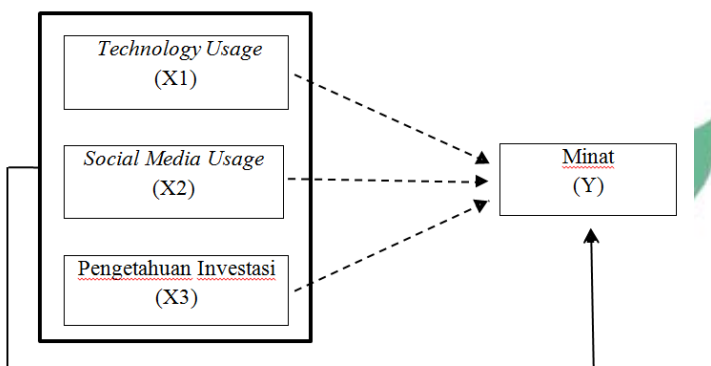 Technology Usage
(X1)
Social Media Usage
(X2)
Pengetahuan Investasi
(X3)
Minat
(Y)